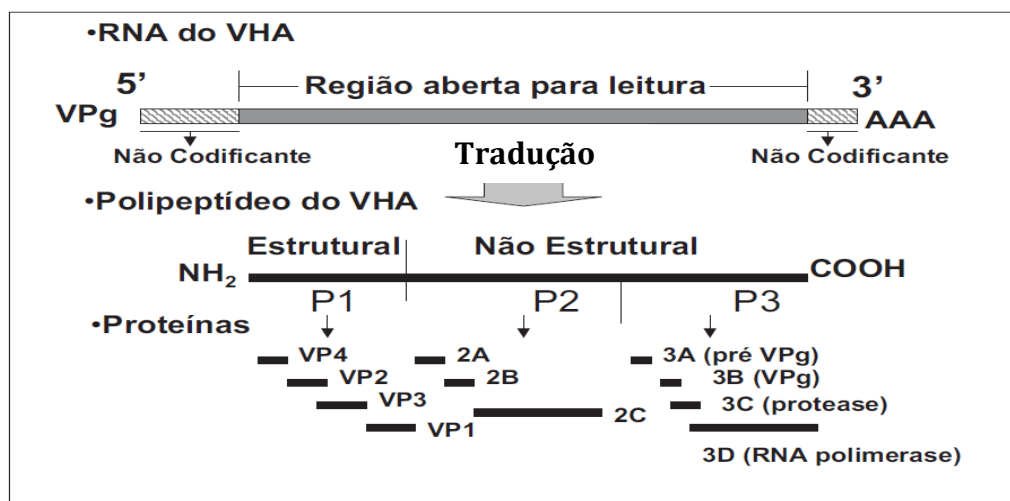 •RNA do VHA
5’ 3’
Região aberta para leitura
VPg AAA
Não Codificante Tradução Não Codificante
•Polipeptídeo do VHA
Estrutural Não Estrutural
NH2 COOH
P1 P2 P3
•Proteínas
VP4 2A 3A (pré VPg)
VP2 2B 3B (VPg)
VP3 2C 3C (protease)
VP1
3D (RNA polimerase)